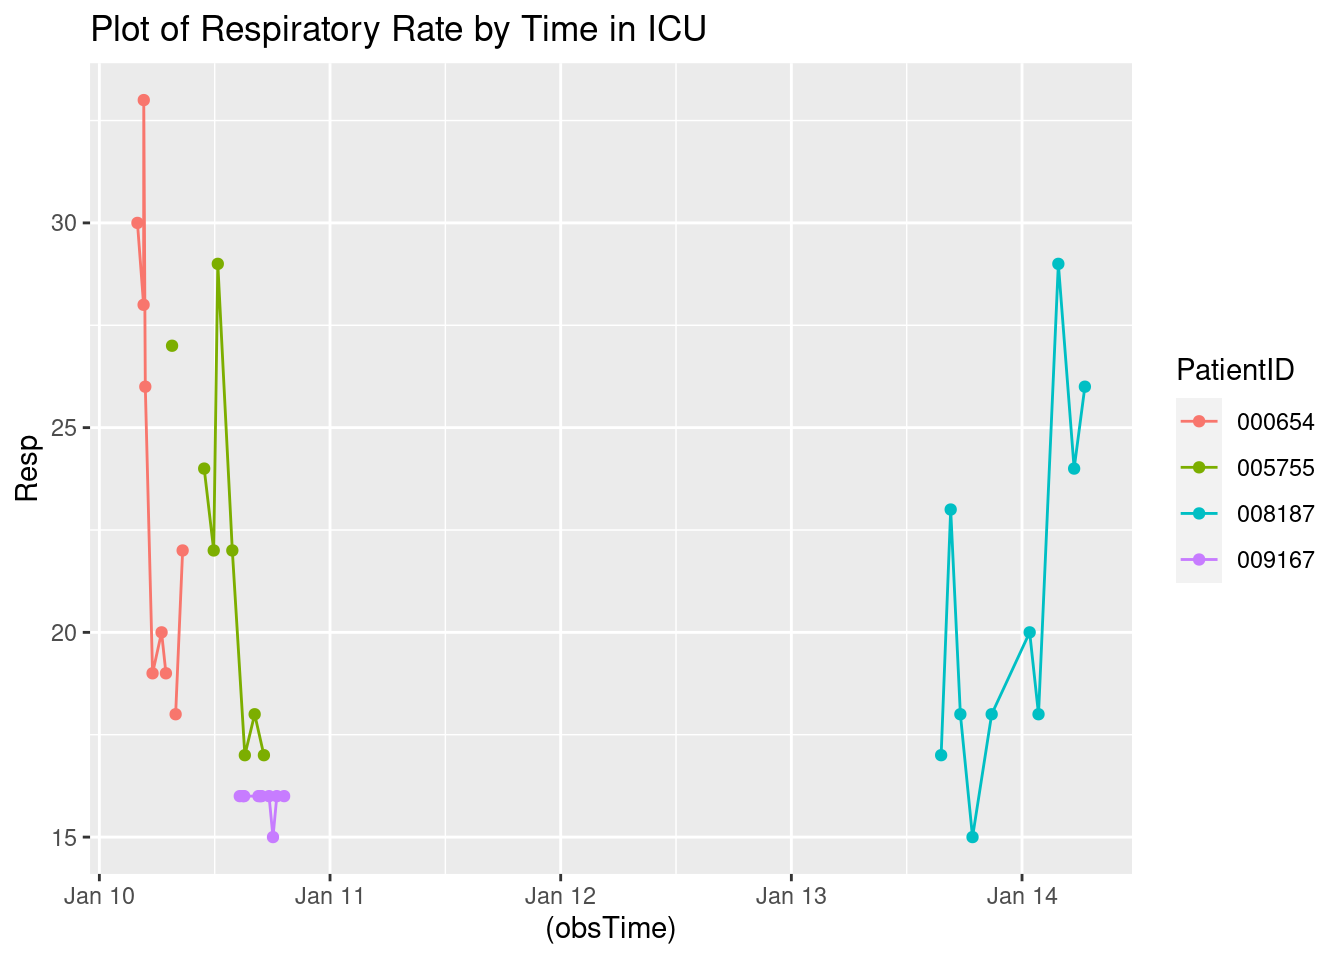 Plot of Respiratory Rate by Time in ICU
30
25
20
15
Resp
Jan 10
Jan 11
Jan 12
Jan 13
Jan 14
(obsTime)
PatientID
000654
005755
008187
009167